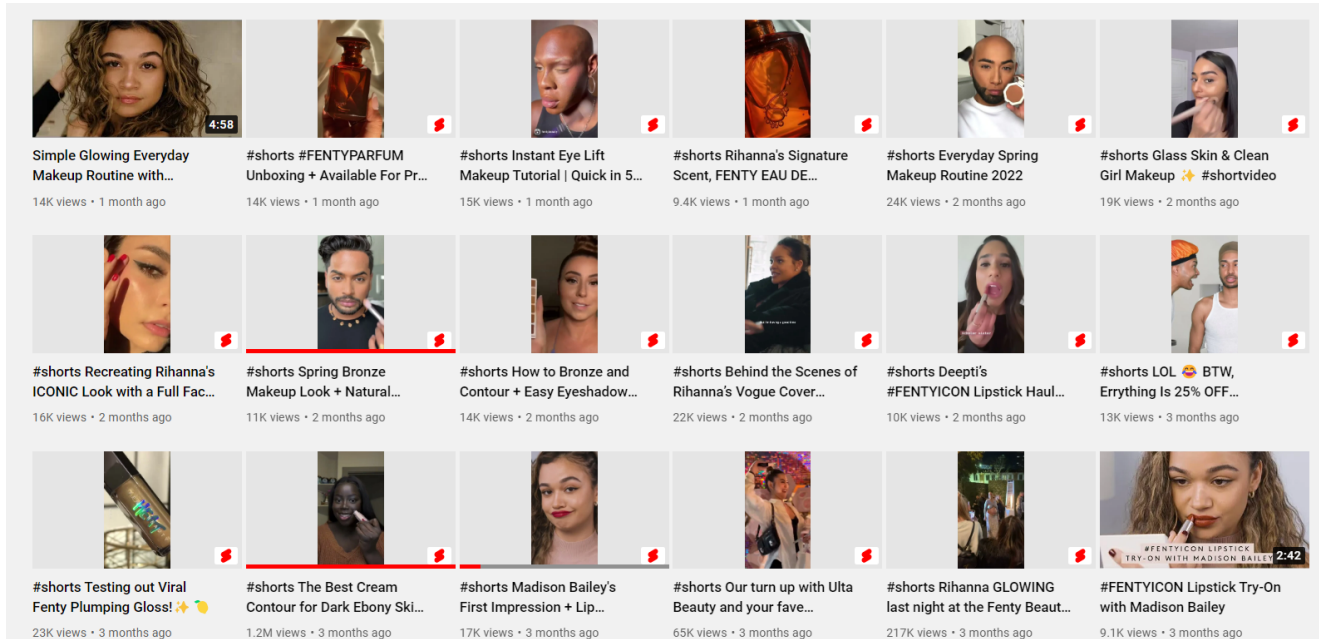 4:58
Simple Glowing Everyday
Makeup Routine with...
14K views • 1 month ago
#shorts #FENTYPARFUM
Unboxing + Available For Pr...
14K views • 1 month ago
#shorts Instant Eye Lift
Makeup Tutorial | Quick in 5...
15K views • 1 month ago
#shorts Rihanna's Signature
Scent, FENTY EAU DE...
9.4K views • 1 month ago
#shorts Everyday Spring
Makeup Routine 2022
24K views • 2 months ago
#shorts Glass Skin & Clean
Girl Makeup ✨ #shortvideo
19K views • 2 months ago
#shorts Recreating Rihanna's
ICONIC Look with a Full Fac...
16K views • 2 months ago
#shorts Spring Bronze
Makeup Look + Natural...
11K views • 2 months ago
#shorts How to Bronze and
Contour + Easy Eyeshadow...
14K views • 2 months ago
#shorts Behind the Scenes of
Rihanna’s Vogue Cover...
22K views • 2 months ago
#shorts Deepti’s
#FENTYICON Lipstick Haul...
10K views • 2 months ago
#shorts LOL 😂 BTW,
Errything Is 25% OFF...
13K views • 3 months ago
#shorts Testing out Viral
Fenty Plumping Gloss!✨ 🍋
23K views • 3 months ago
#shorts The Best Cream
Contour for Dark Ebony Ski...
1.2M views • 3 months ago
#shorts Madison Bailey's
First Impression + Lip...
17K views • 3 months ago
#shorts Our turn up with Ulta
Beauty and your fave...
65K views • 3 months ago
#shorts Rihanna GLOWING
last night at the Fenty Beaut...
217K views • 3 months ago
#FENTYICON LIPSTICK
TRY-ON WITH MADISON BAILEY
2:42
#FENTYICON Lipstick Try-On
with Madison Bailey
9.1K views • 3 months ago